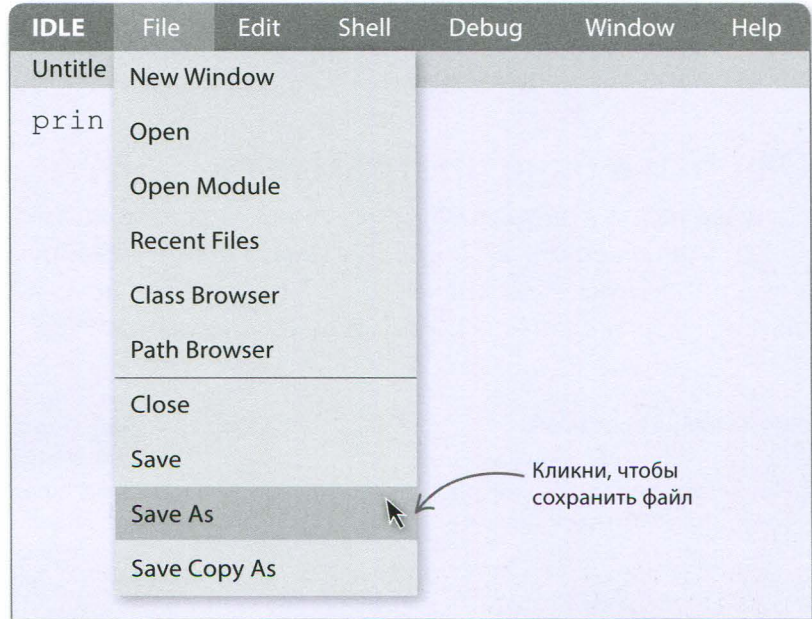 IDLE File Edit Shell Debug Window Help
Untitle
prin
New Window
Open
Open Module
Recent Files
Class Browser
Path Browser
Close
Save
Save As
Save Copy As
Кликни, чтобы
сохранить файл